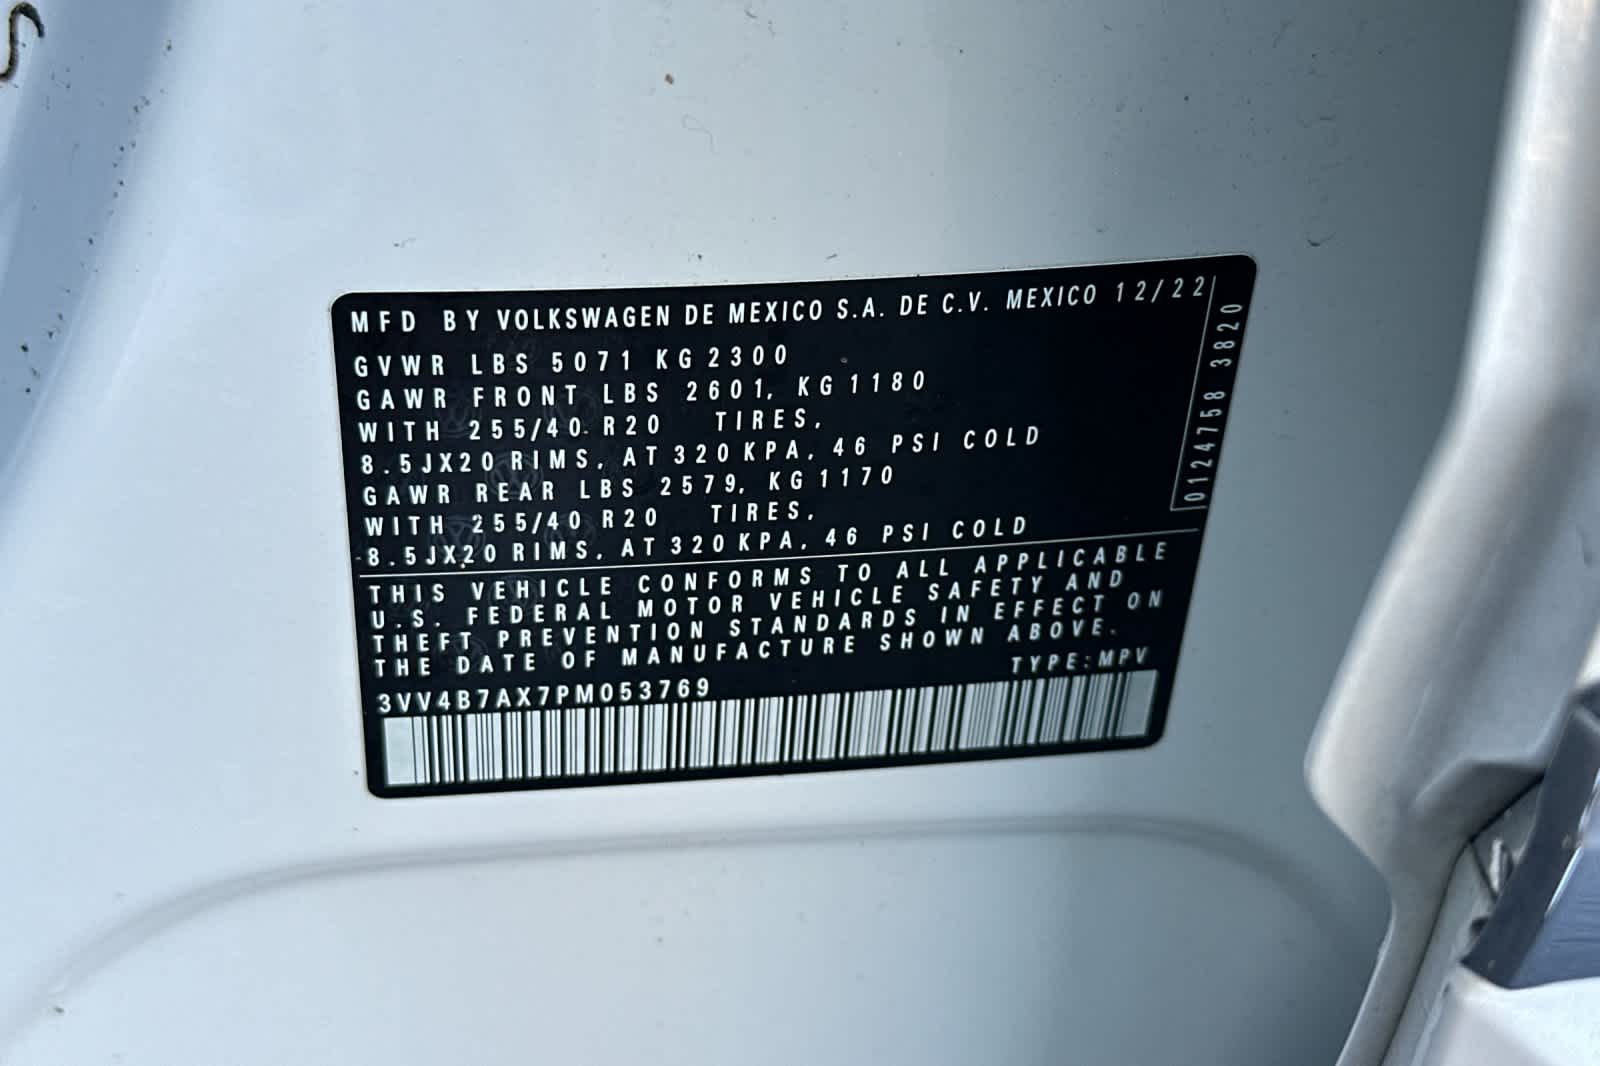 MFD BY VOLKSWAGEN DE MEXICO S.A. DE C.V. MEXICO 12/22
GVWR LBS 5071 KG 2300
GAWR FRONT LBS 2601, KG 1180
WITH 255/40 R20 TIRES,
8.5JX20 RIMS, AT 320 KPA, 46 PSI COLD
GAWR REAR LBS 2579, KG 1170
WITH 255/40 R20 TIRES,
8.5JX20 RIMS, AT 320 KPA, 46 PSI COLD
0124758 3820
THIS VEHICLE CONFORMS TO ALL APPLICABLE
U.S. FEDERAL MOTOR VEHICLE SAFETY AND
THEFT PREVENTION STANDARDS IN EFFECT ON
THE DATE OF MANUFACTURE SHOWN ABOVE.
TYPE: MPV
3VV4B7AX7PM053769